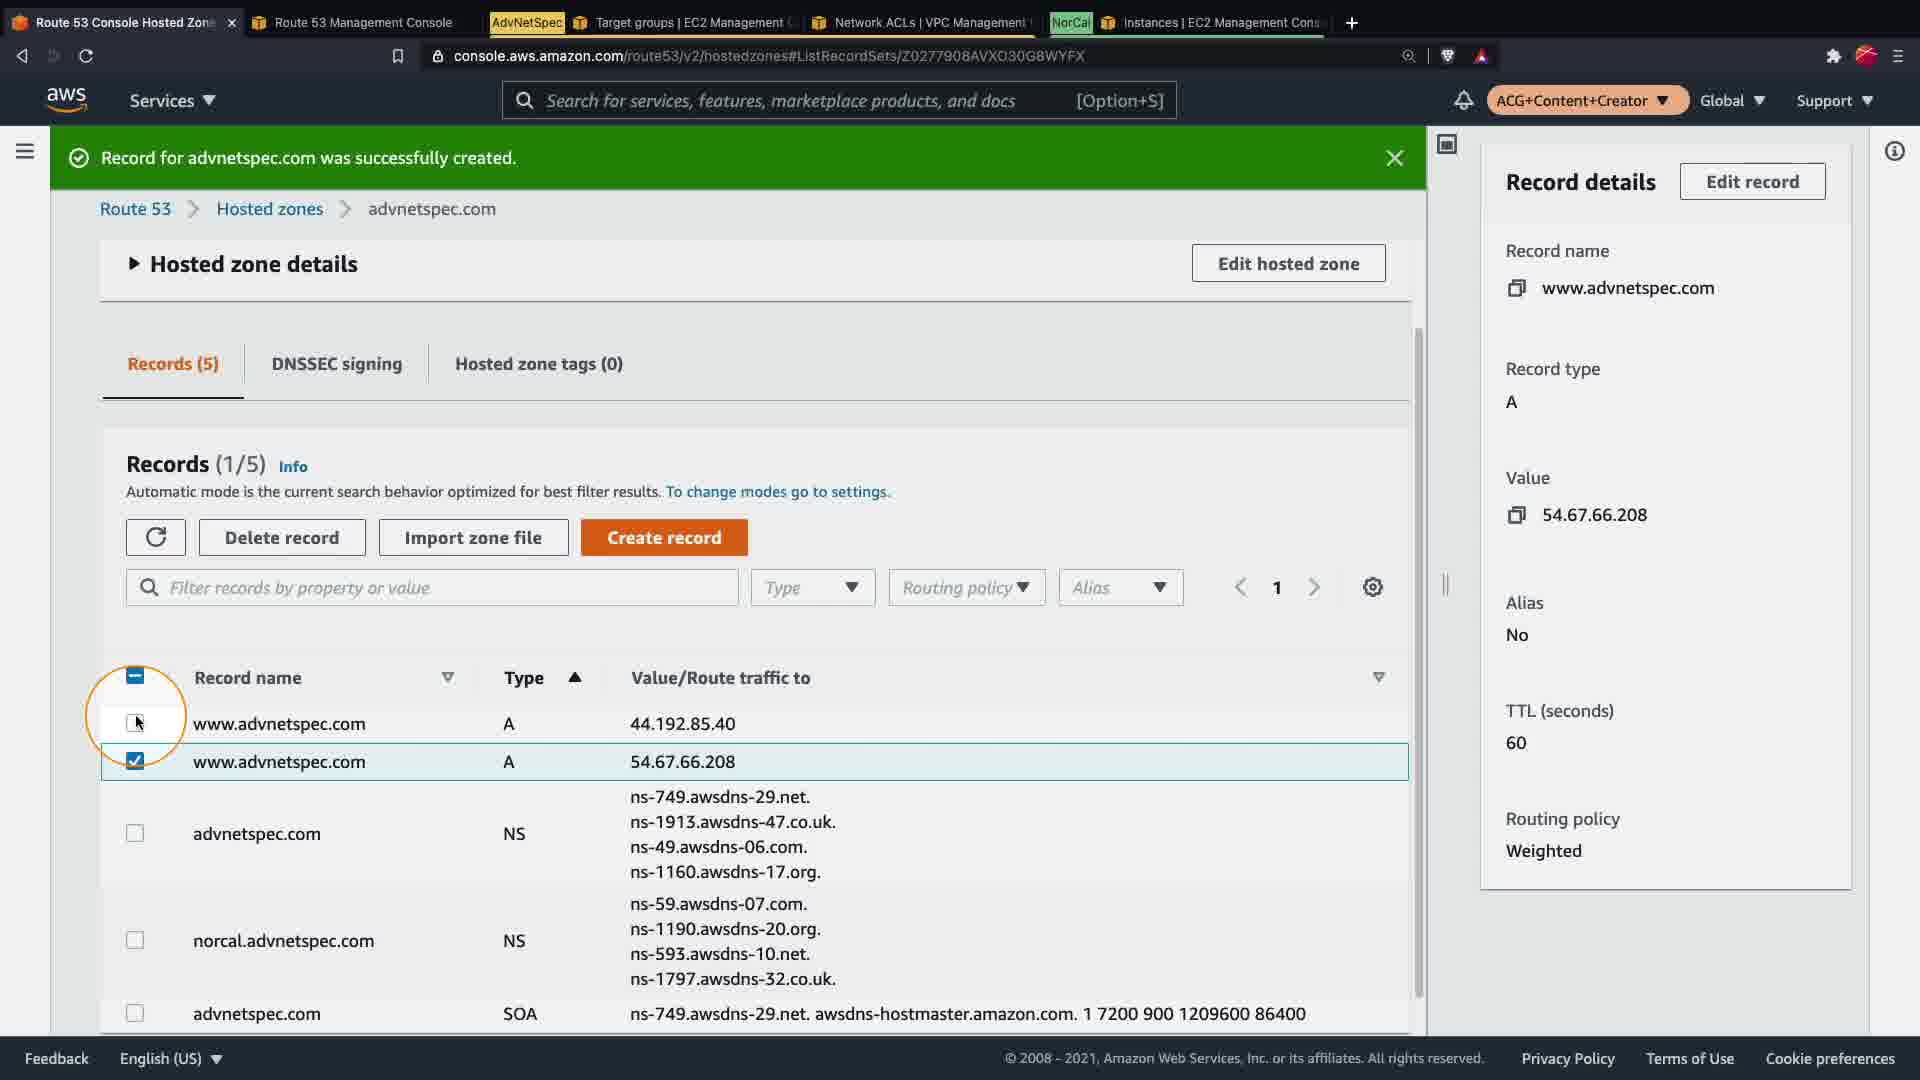 Route 53 Console Hosted Zone
Route 53 Management Console
AdvNetSpec
Target groups | EC2 Management C
Network ACLs | VPC Management
NorCal
Instances | EC2 Management Cons
console.aws.amazon.com/route53/v2/hostedzones#ListRecordSets/Z0277908AVXO30G8WYFX
aws
Services
Search for services, features, marketplace products, and docs
[Option+S]
ACG+Content+Creator
Global
Support
Record for advnetspec.com was successfully created.
Route 53
Hosted zones
advnetspec.com
Hosted zone details
Edit hosted zone
Records (5)
DNSSEC signing
Hosted zone tags (0)
Records (1/5) Info
Automatic mode is the current search behavior optimized for best filter results. To change modes go to settings.
Delete record
Import zone file
Create record
Filter records by property or value
Type
Routing policy
Alias
1
Record name
Type
Value/Route traffic to
www.advnetspec.com A 44.192.85.40
www.advnetspec.com A 54.67.66.208
advnetspec.com NS
ns-749.awsdns-29.net.
ns-1913.awsdns-47.co.uk.
ns-49.awsdns-06.com.
ns-1160.awsdns-17.org.
norcal.advnetspec.com NS
ns-59.awsdns-07.com.
ns-1190.awsdns-20.org.
ns-593.awsdns-10.net.
ns-1797.awsdns-32.co.uk.
advnetspec.com SOA ns-749.awsdns-29.net. awsdns-hostmaster.amazon.com. 1 7200 900 1209600 86400
Record details
Edit record
Record name
www.advnetspec.com
Record type
A
Value
54.67.66.208
Alias
No
TTL (seconds)
60
Routing policy
Weighted
Feedback
English (US)
© 2008 - 2021, Amazon Web Services, Inc. or its affiliates. All rights reserved.
Privacy Policy
Terms of Use
Cookie preferences